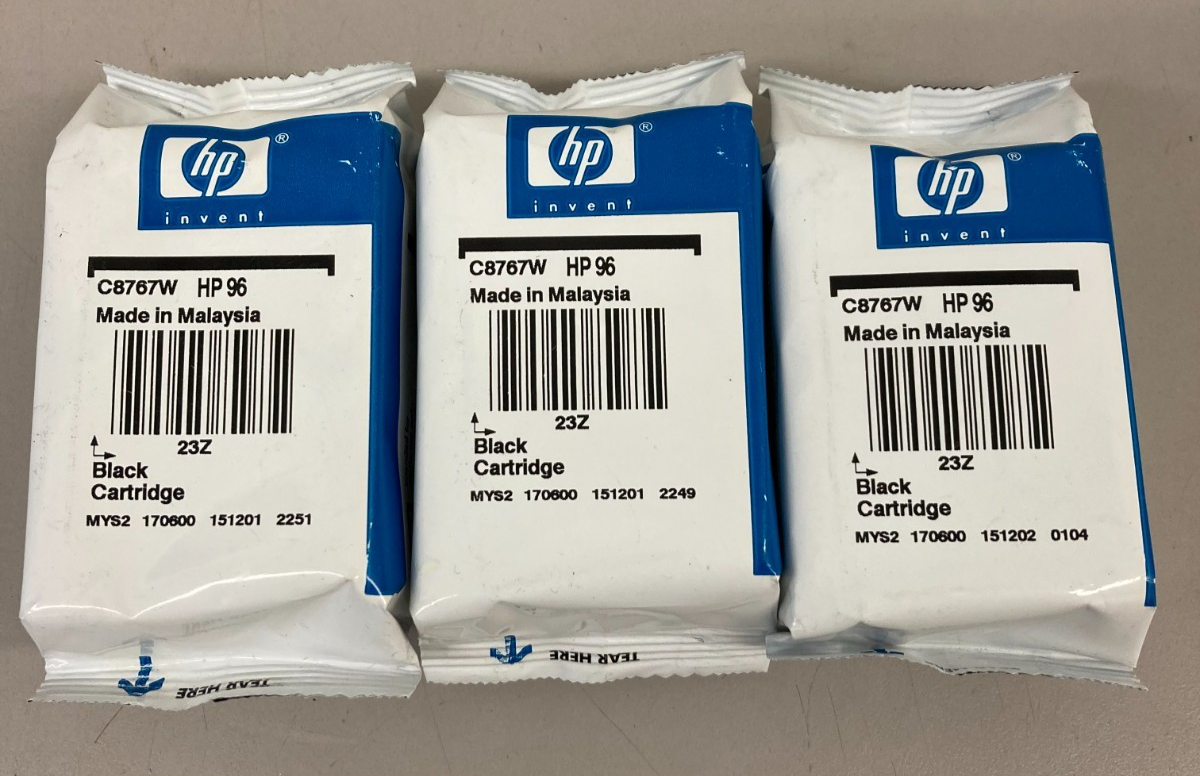 hp®
invent
C8767W HP 96
Made in Malaysia
23Z
Black
Cartridge
MYS2 170600 151201 2251
TEAR HERE
hp®
invent
C8767W HP 96
Made in Malaysia
23Z
Black
Cartridge
MYS2 170600 151201 2249
TEAR HERE
hp®
invent
C8767W HP 96
Made in Malaysia
23Z
Black
Cartridge
MYS2 170600 151202 0104